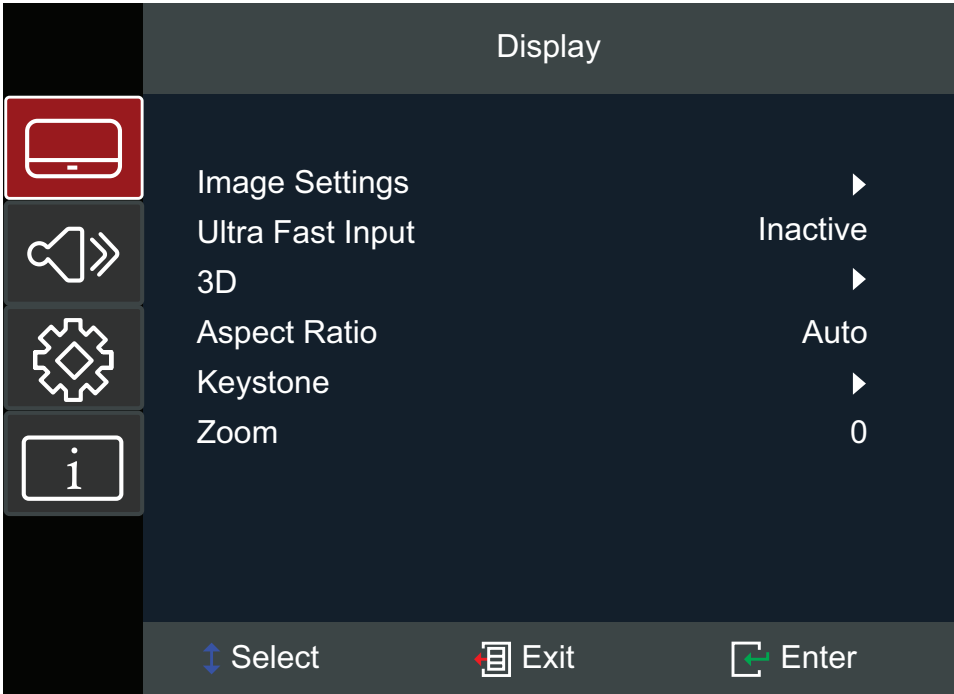 Display
Image Settings
Ultra Fast Input Inactive
3D
Aspect Ratio Auto
Keystone
Zoom 0
i
Select Exit Enter